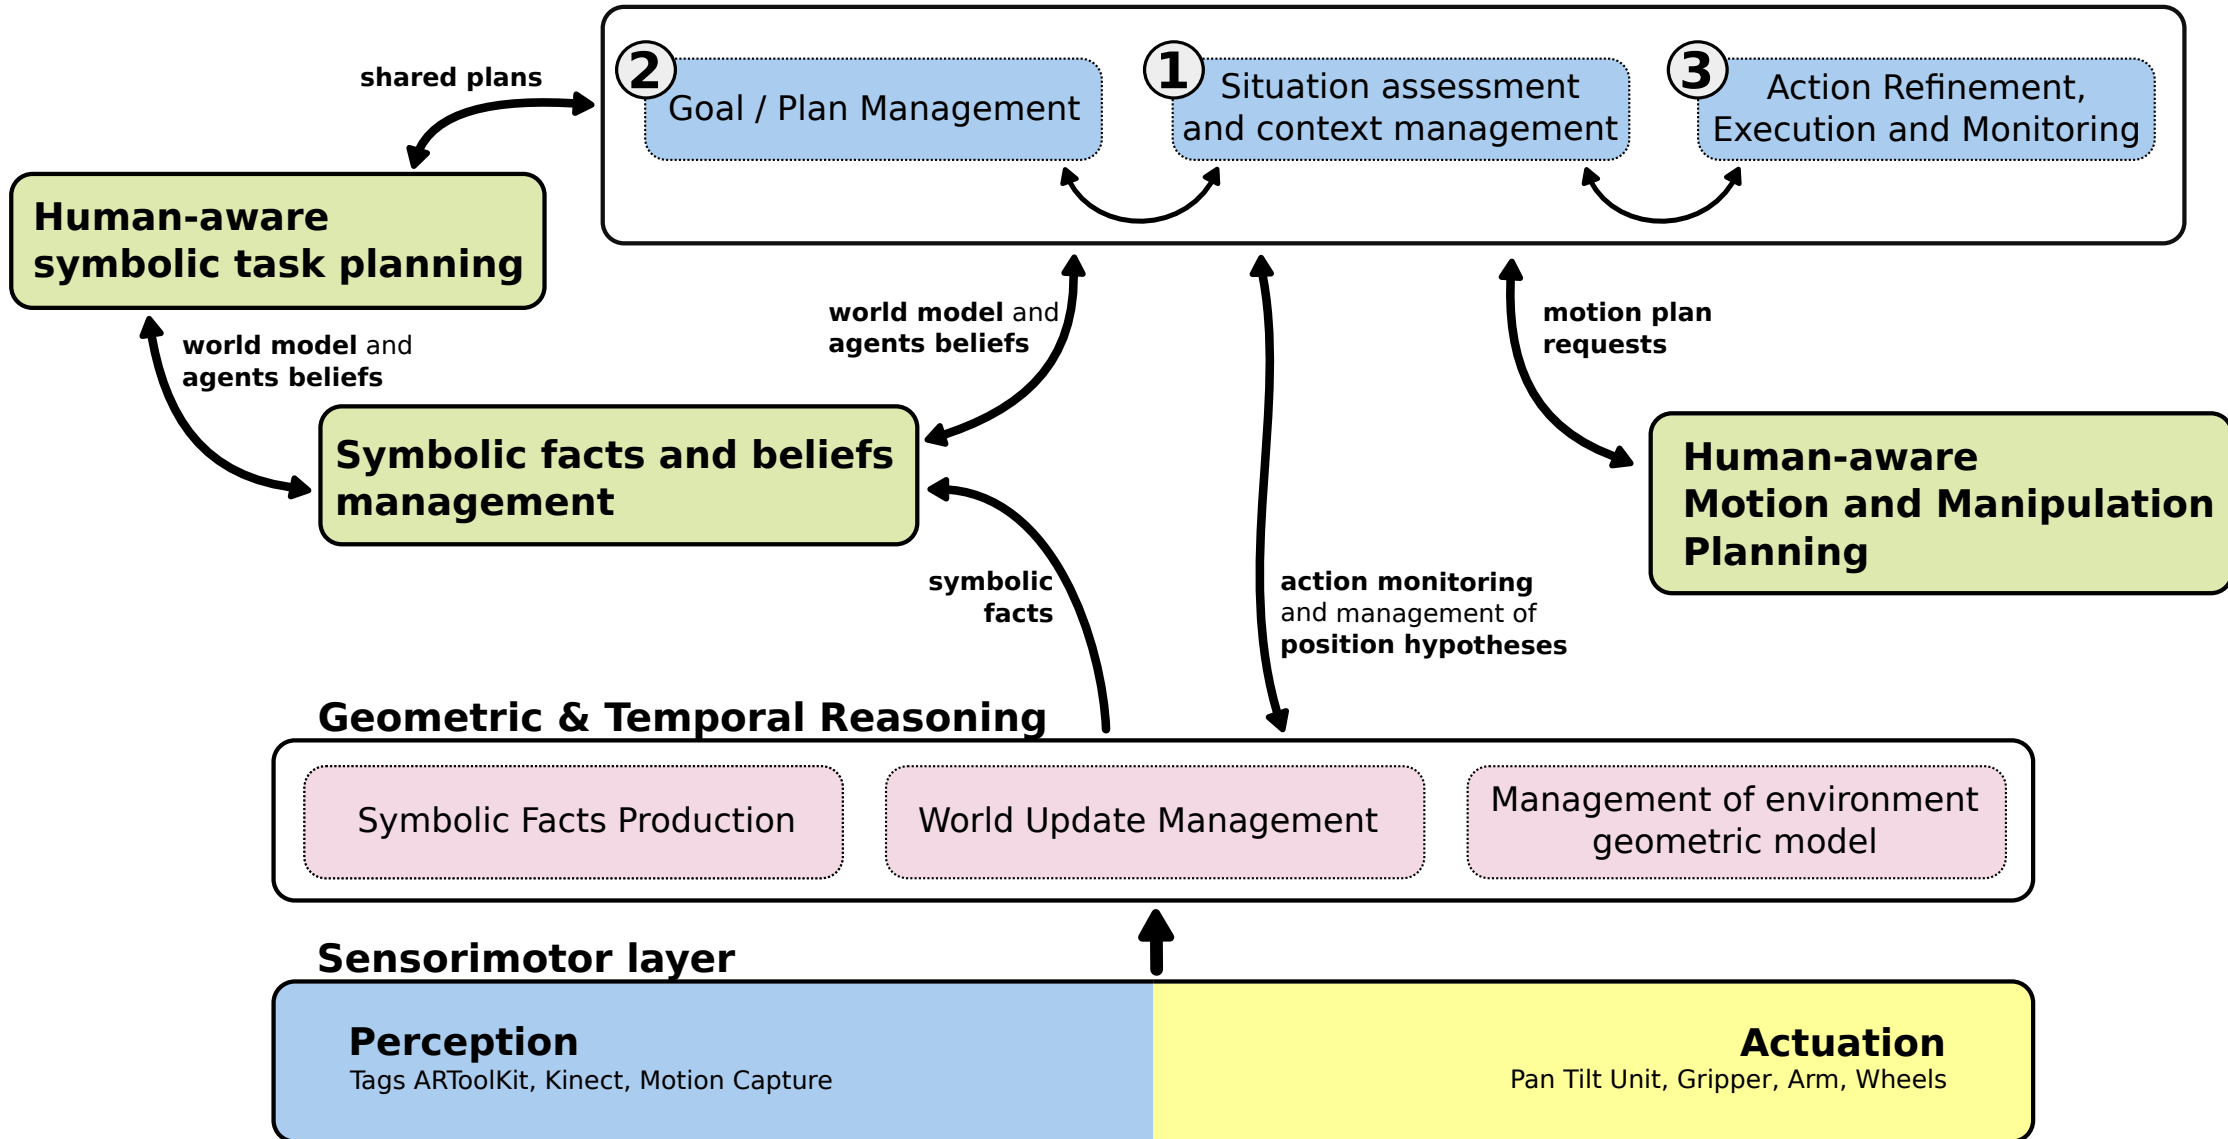 shared plans
2
Goal / Plan Management
1
Situation assessment
and context management
3
Action Refinement,
Execution and Monitoring
Human-aware
symbolic task planning
world model and
agents beliefs
world model and
agents beliefs
motion plan
requests
Symbolic facts and beliefs
management
Human-aware
Motion and Manipulation
Planning
symbolic
facts
action monitoring
and management of
position hypotheses
Geometric & Temporal Reasoning
Symbolic Facts Production
World Update Management
Management of environment
geometric model
Sensorimotor layer
Perception
Tags ARToolKit, Kinect, Motion Capture
Actuation
Pan Tilt Unit, Gripper, Arm, Wheels